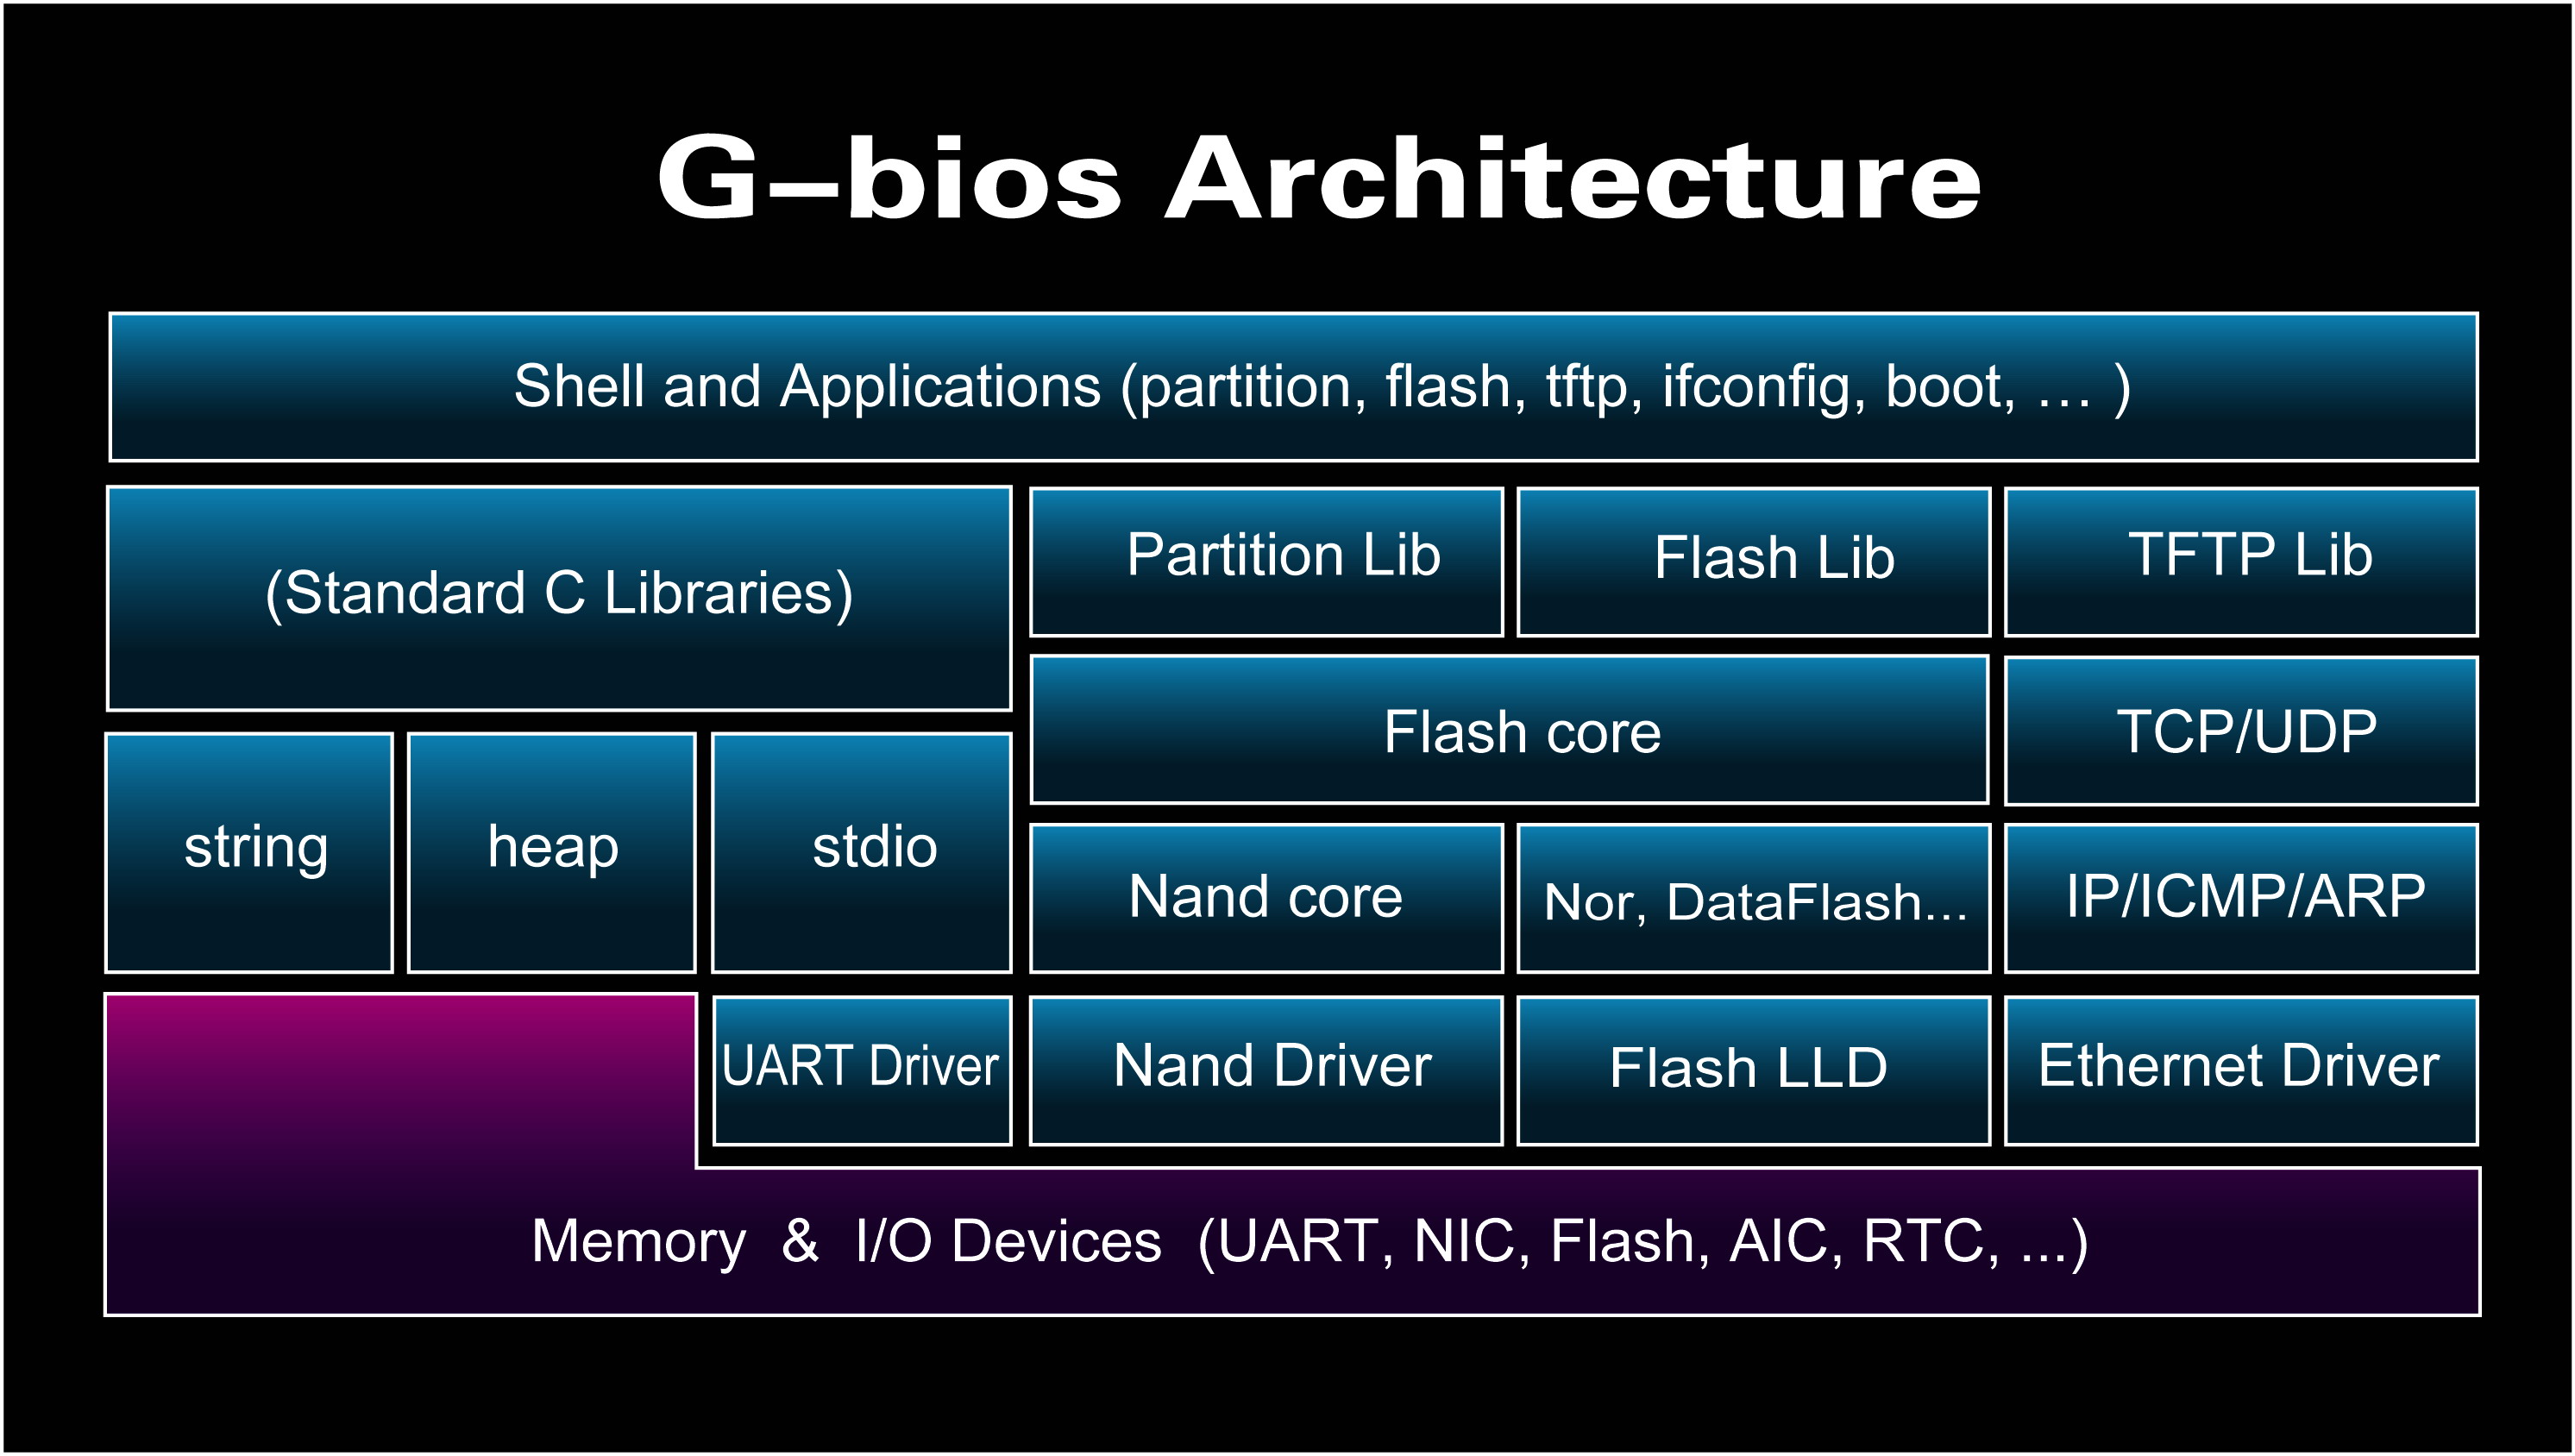 G–bios Architecture
Shell and Applications (partition, flash, tftp, ifconfig, boot, ... )
(Standard C Libraries)
Partition Lib
Flash Lib
TFTP Lib
Flash core
TCP/UDP
string
heap
stdio
Nand core
Nor, DataFlash...
IP/ICMP/ARP
UART Driver
Nand Driver
Flash LLD
Ethernet Driver
Memory & I/O Devices (UART, NIC, Flash, AIC, RTC, ...)